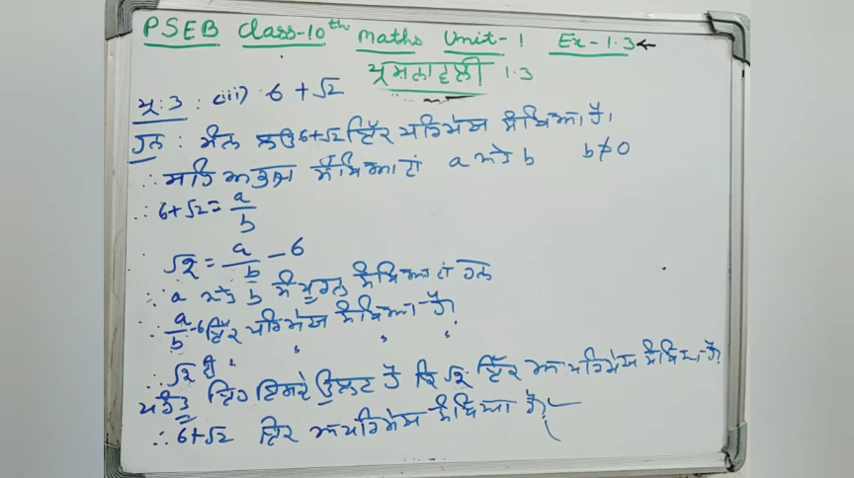 PSEB Class-10th Maths Unit-1 Ex-1.3←
ਪ੍ਰਸ਼ਨਾਵਲੀ 1.3
ਪ੍ਰ:3 : (iii) 6 + √2
ਹੱਲ : ਮੰਨ ਲਉ 6+√2 ਇੱਕ ਪਰਿਮੇਯ ਸੰਖਿਆ ਹੈ।
∴ ਸਹਿ ਅਭਾਜ ਸੰਖਿਆਵਾਂ a ਅਤੇ b b≠0
∴ 6+√2 = a/b
√2 = a/b - 6
∵ a ਅਤੇ b ਸੰਪੂਰਨ ਸੰਖਿਆਵਾਂ ਹਨ
∴ a/b -6 ਇੱਕ ਪਰਿਮੇਯ ਸੰਖਿਆ ਹੈ।
∴ √2 ਵੀ " " " "
ਪਰੰਤੂ ਇਹ ਇਸਦੇ ਉਲਟ ਹੈ ਕਿ √2 ਇੱਕ ਅਪਰਿਮੇਯ ਸੰਖਿਆ ਹੈ।
∴ 6+√2 ਇੱਕ ਅਪਰਿਮੇਯ ਸੰਖਿਆ ਹੈ।